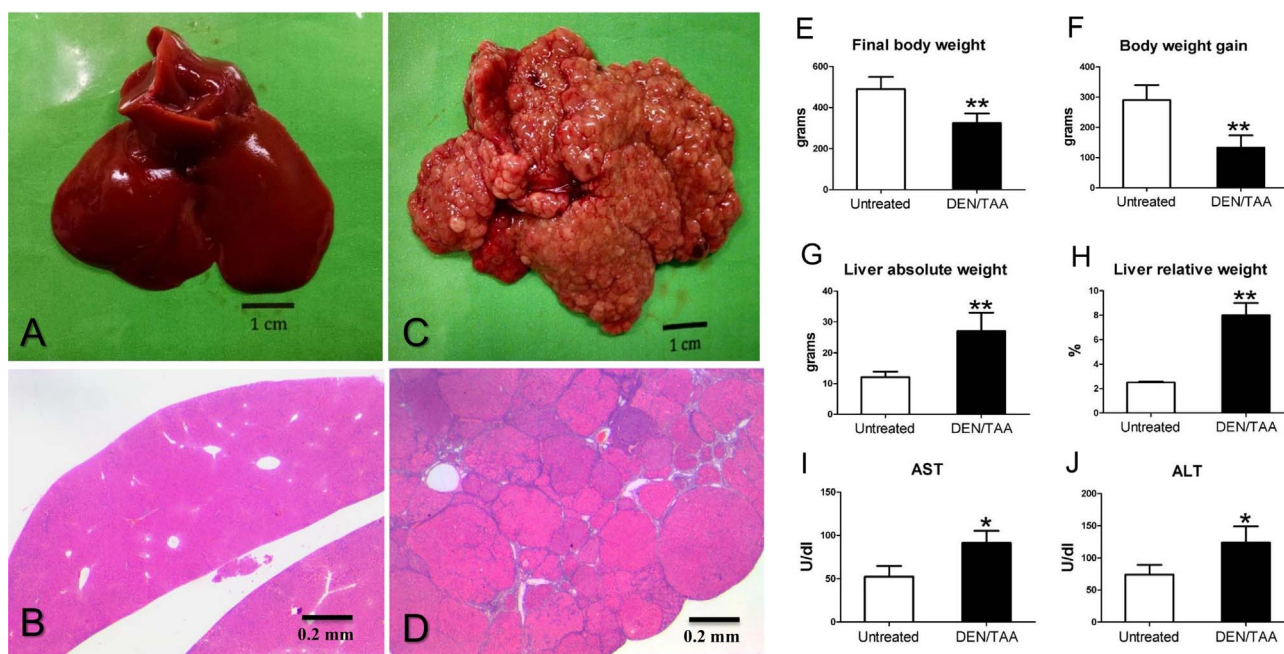 A
1 cm
C
1 cm
B
0.2 mm
D
0.2 mm
E
Final body weight
grams
600
400
200
0
**
Untreated
DEN/TAA
F
Body weight gain
grams
400
300
200
100
0
**
Untreated
DEN/TAA
G
Liver absolute weight
grams
40
30
20
10
0
**
Untreated
DEN/TAA
H
Liver relative weight
%
8
6
4
2
0
**
Untreated
DEN/TAA
I
AST
U/dl
150
100
50
0
*
Untreated
DEN/TAA
J
ALT
U/dl
200
150
100
50
0
*
Untreated
DEN/TAA